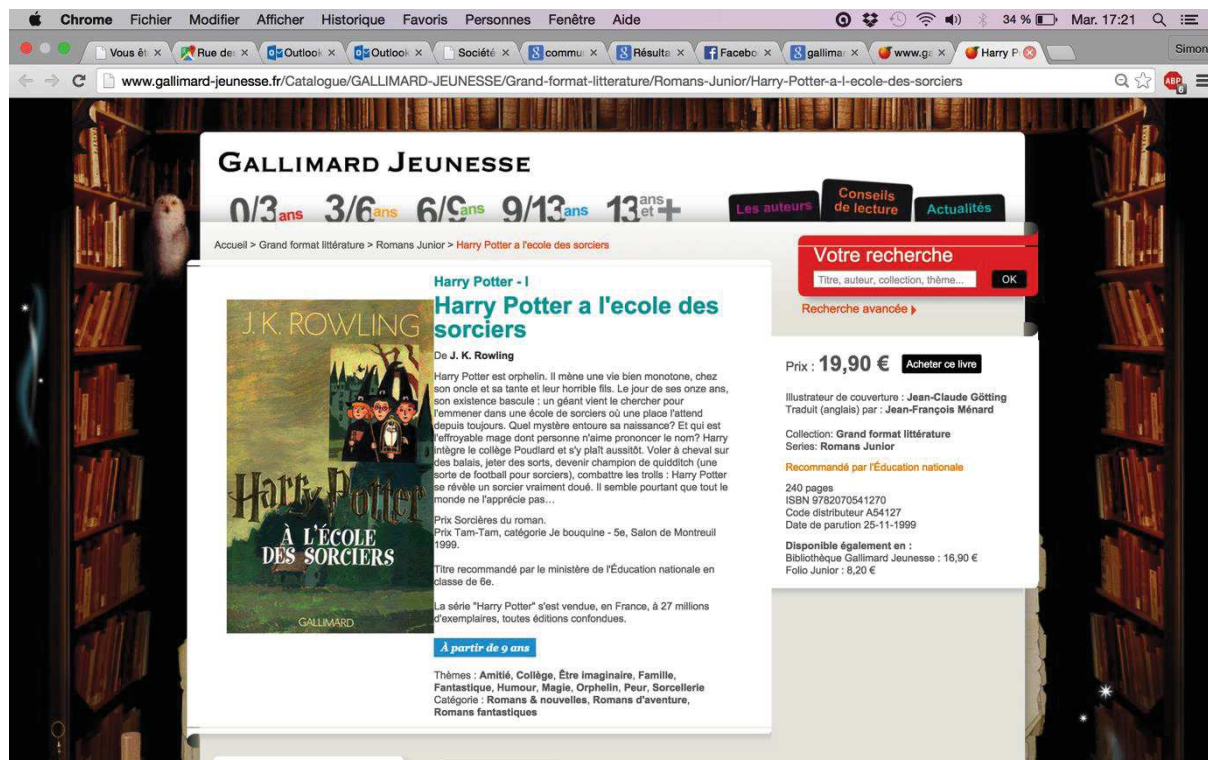 Chrome Fichier Modifier Afficher Historique Favoris Personnes Fenêtre Aide 34 % Mar. 17:21
Vous êt Rue de Outloo Outlook Société commu Résulta Facebo gallimar www.ga Harry P Simon
www.gallimard-jeunesse.fr/Catalogue/GALLIMARD-JEUNESSE/Grand-format-litterature/Romans-Junior/Harry-Potter-a-l-ecole-des-sorciers ABP 6
GALLIMARD JEUNESSE
0/3 ans 3/6 ans 6/9 ans 9/13 ans 13 ans et + Les auteurs Conseils de lecture Actualités
Accueil > Grand format littérature > Romans Junior > Harry Potter a l'ecole des sorciers
Votre recherche
Titre, auteur, collection, thème... OK
Recherche avancée
J.K. ROWLING
Harry Potter
À L'ÉCOLE
DES SORCIERS
GALLIMARD
Harry Potter - I
Harry Potter a l'ecole des
sorciers
De J. K. Rowling
Harry Potter est orphelin. Il mène une vie bien monotone, chez
son oncle et sa tante et leur horrible fils. Le jour de ses onze ans,
son existence bascule : un géant vient le chercher pour
l'emmener dans une école de sorciers où une place l'attend
depuis toujours. Quel mystère entoure sa naissance? Et qui est
l'effroyable mage dont personne n'aime prononcer le nom? Harry
intègre le collège Poudlard et s'y plaît aussitôt. Voler à cheval sur
des balais, jeter des sorts, devenir champion de quidditch (une
sorte de football pour sorciers), combattre les trolls : Harry Potter
se révèle un sorcier vraiment doué. Il semble pourtant que tout le
monde ne l'apprécie pas…
Prix Sorcières du roman.
Prix Tam-Tam, catégorie Je bouquine - 5e, Salon de Montreuil
1999.
Titre recommandé par le ministère de l'Éducation nationale en
classe de 6e.
La série "Harry Potter" s'est vendue, en France, à 27 millions
d'exemplaires, toutes éditions confondues.
À partir de 9 ans
Thèmes : Amitié, Collège, Être imaginaire, Famille,
Fantastique, Humour, Magie, Orphelin, Peur, Sorcellerie
Catégorie : Romans & nouvelles, Romans d'aventure,
Romans fantastiques
Prix : 19,90 € Acheter ce livre
Illustrateur de couverture : Jean-Claude Götting
Traduit (anglais) par : Jean-François Ménard
Collection: Grand format littérature
Series: Romans Junior
Recommandé par l'Éducation nationale
240 pages
ISBN 9782070541270
Code distributeur A54127
Date de parution 25-11-1999
Disponible également en :
Bibliothèque Gallimard Jeunesse : 16,90 €
Folio Junior : 8,20 €